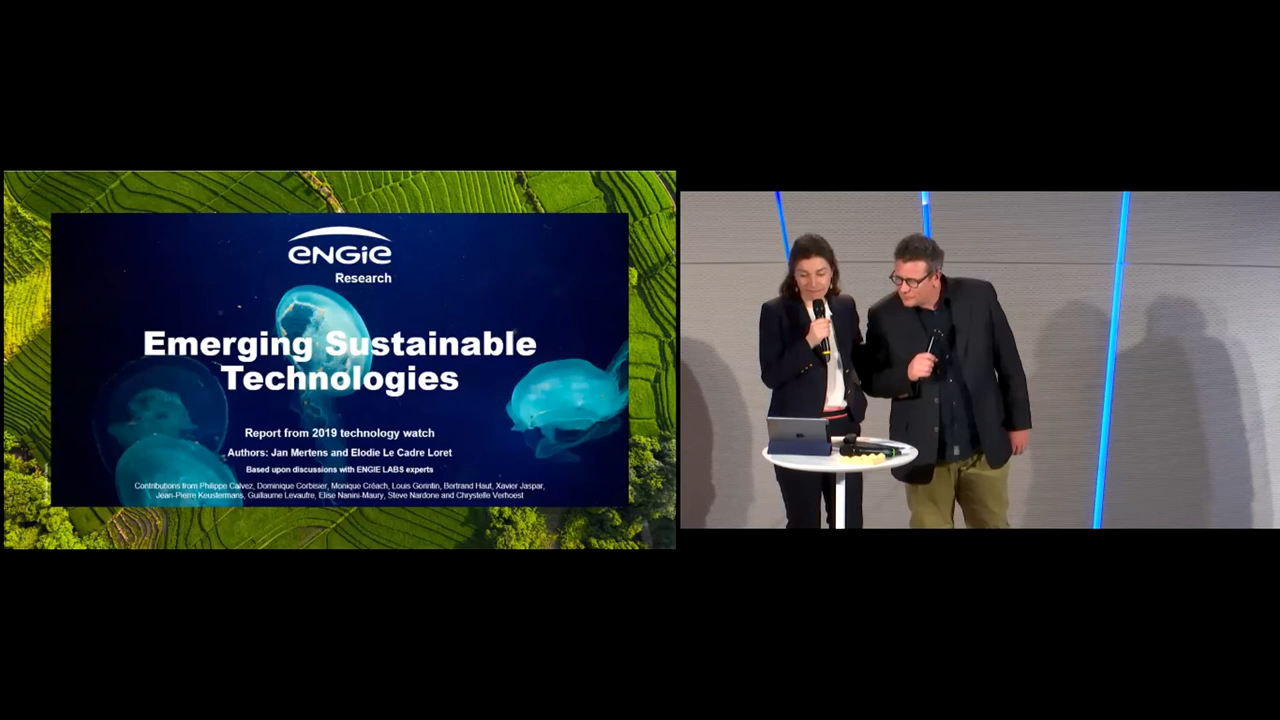 ENGIE
Research
Emerging Sustainable
Technologies
Report from 2019 technology watch
Authors: Jan Mertens and Elodie Le Cadre Loret
Based upon discussions with ENGIE LABS experts
Contributions from Philippe Calvez, Dominique Corbisier, Monique Créach, Louis Gorintin, Bertrand Haut, Xavier Jaspar,
Jean-Pierre Keustermans, Guillaume Levaufre, Elise Nanini-Maury, Steve Nardone and Chrystelle Verhoest